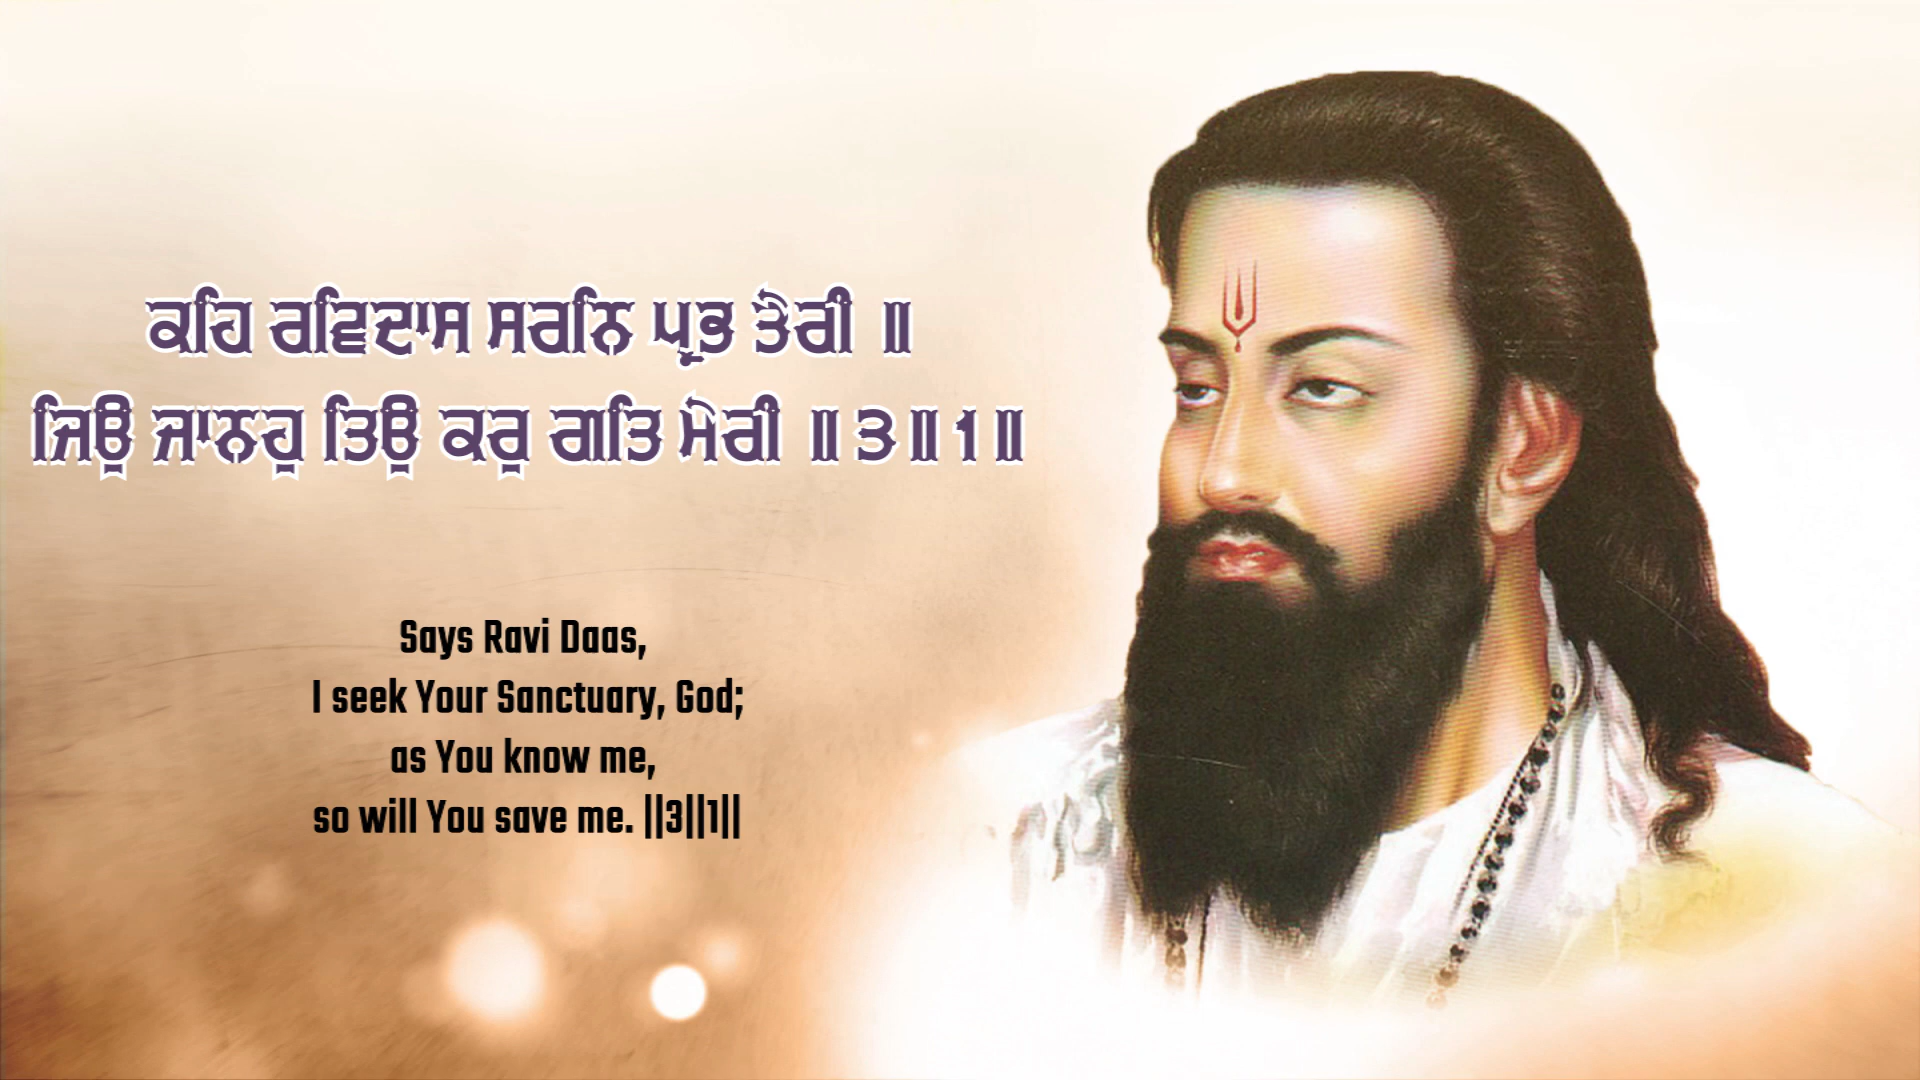 ਕਹਿ ਰਵਿਦਾਸ ਸਰਨਿ ਪ੍ਰਭ ਤੇਰੀ ॥
ਜਿਉ ਜਾਨਹੁ ਤਿਉ ਕਰੁ ਗਤਿ ਮੇਰੀ ॥੩॥੧॥
Says Ravi Daas,
I seek Your Sanctuary, God;
as You know me,
so will You save me. ||3||1||